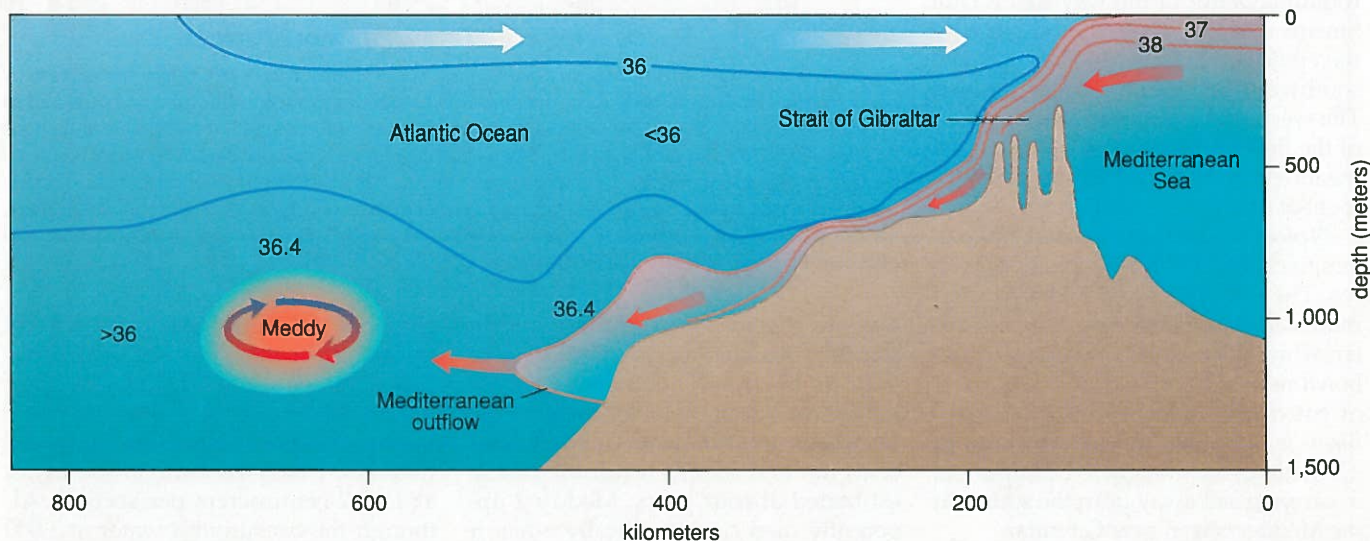 0
37
38
36
Strait of Gibraltar
Atlantic Ocean
<36
Mediterranean
Sea
500
depth (meters)
36.4
36.4
>36
Meddy
1,000
Mediterranean
outflow
1,500
800
600
400
200
0
kilometers